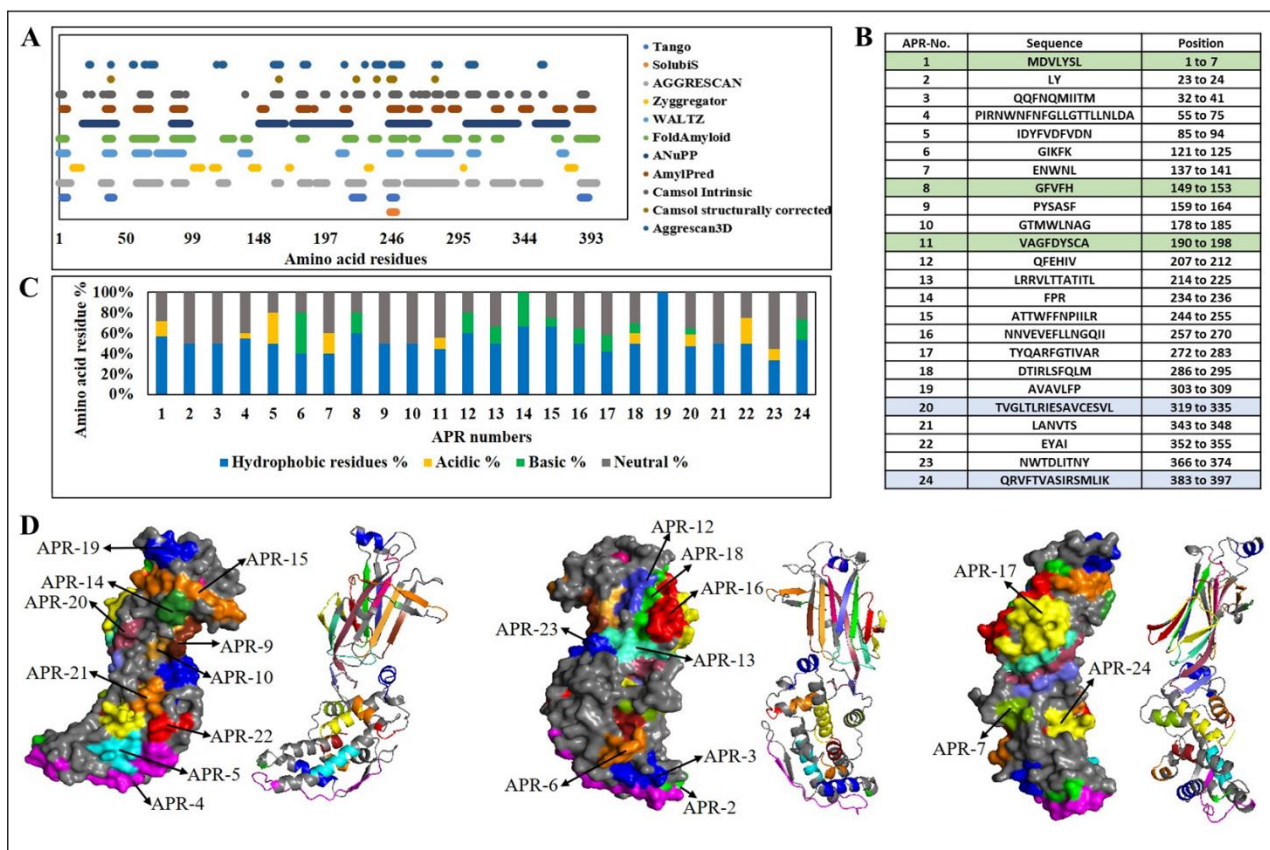 A
Tango
SolubiS
AGGRESCAN
Zyggregator
WALTZ
FoldAmyloid
ANuPP
AmylPred
Camsol Intrinsic
Camsol structurally corrected
Aggrescan3D
1 50 99 148 197 246 295 344 393
Amino acid residues
B
APR-No. Sequence Position
1 MDVLYSL 1 to 7
2 LY 23 to 24
3 QQFNQMIITM 32 to 41
4 PIRNWNFNFGLLGTTLLNLDA 55 to 75
5 IDYFVDFVDN 85 to 94
6 GIKFK 121 to 125
7 ENWNL 137 to 141
8 GFVFH 149 to 153
9 PYSASF 159 to 164
10 GTMWLNAG 178 to 185
11 VAGFDYSCA 190 to 198
12 QFEHIV 207 to 212
13 LRRVLTTATITL 214 to 225
14 FPR 234 to 236
15 ATTWFFNPIILR 244 to 255
16 NNVEVEFLLNGQII 257 to 270
17 TYQARFGTIVAR 272 to 283
18 DTIRLSFQLM 286 to 295
19 AVAVLFP 303 to 309
20 TVGLTLRIESAVCESVL 319 to 335
21 LANVTS 343 to 348
22 EYAI 352 to 355
23 NWTDLITNY 366 to 374
24 QRVFTVASIRSMLIK 383 to 397
C
Amino acid residue %
100%
80%
60%
40%
20%
0%
1 2 3 4 5 6 7 8 9 10 11 12 13 14 15 16 17 18 19 20 21 22 23 24
APR numbers
Hydrophobic residues % Acidic % Basic % Neutral %
D
APR-19
APR-15
APR-14
APR-20
APR-9
APR-10
APR-21
APR-22
APR-5
APR-4
APR-12
APR-18
APR-16
APR-23
APR-13
APR-6
APR-3
APR-2
APR-17
APR-24
APR-7